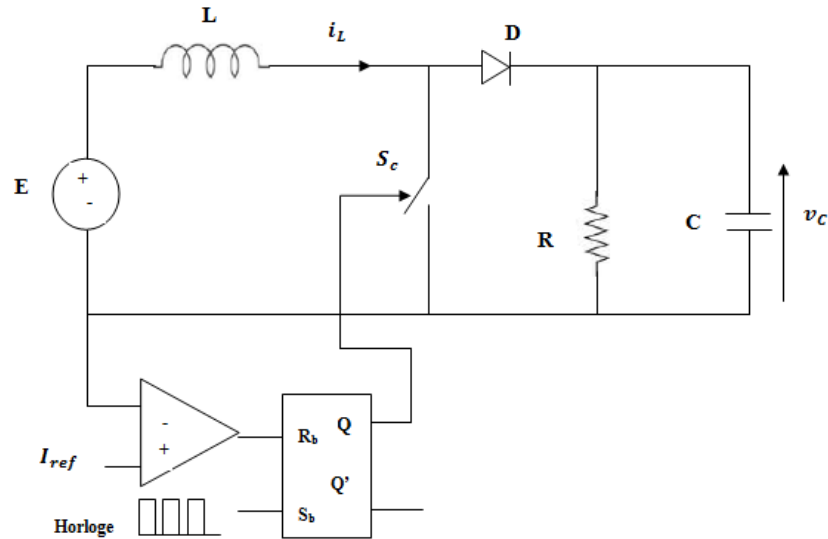 L
i_L
D
S_c
E
+
-
R
C
v_C
-
+
I_ref
R_b
Q
Q'
S_b
Horloge